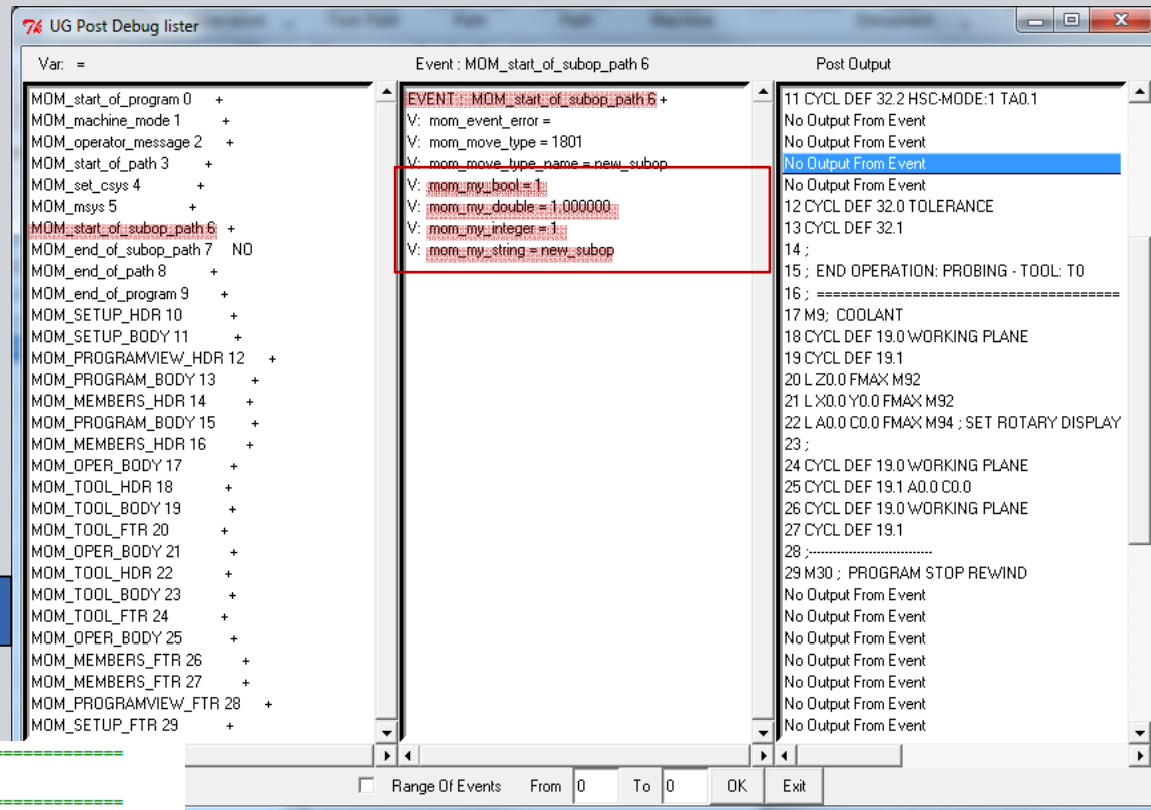 UG Post Debug lister
Var: =
Event : MOM_start_of_subop_path 6
Post Output
MOM_start_of_program 0 +
MOM_machine_mode 1 +
MOM_operator_message 2 +
MOM_start_of_path 3 +
MOM_set_csys 4 +
MOM_msys 5 +
MOM_start_of_subop_path 6 +
MOM_end_of_subop_path 7 NO
MOM_end_of_path 8 +
MOM_end_of_program 9 +
MOM_SETUP_HDR 10 +
MOM_SETUP_BODY 11 +
MOM_PROGRAMVIEW_HDR 12 +
MOM_PROGRAM_BODY 13 +
MOM_MEMBERS_HDR 14 +
MOM_PROGRAM_BODY 15 +
MOM_MEMBERS_HDR 16 +
MOM_OPER_BODY 17 +
MOM_TOOL_HDR 18 +
MOM_TOOL_BODY 19 +
MOM_TOOL_FTR 20 +
MOM_OPER_BODY 21 +
MOM_TOOL_HDR 22 +
MOM_TOOL_BODY 23 +
MOM_TOOL_FTR 24 +
MOM_OPER_BODY 25 +
MOM_MEMBERS_FTR 26 +
MOM_MEMBERS_FTR 27 +
MOM_PROGRAMVIEW_FTR 28 +
MOM_SETUP_FTR 29 +
EVENT : MOM_start_of_subop_path 6 +
V: mom_event_error =
V: mom_move_type = 1801
V: mom_move_type_name = new_subop
V: mom_my_bool = 1
V: mom_my_double = 1.000000
V: mom_my_integer = 1
V: mom_my_string = new_subop
11 CYCL DEF 32.2 HSC-MODE:1 TA0.1
No Output From Event
No Output From Event
No Output From Event
No Output From Event
12 CYCL DEF 32.0 TOLERANCE
13 CYCL DEF 32.1
14 ;
15 ; END OPERATION: PROBING - TOOL: T0
16 ; ======================================
17 M9; COOLANT
18 CYCL DEF 19.0 WORKING PLANE
19 CYCL DEF 19.1
20 L Z0.0 FMAX M92
21 L X0.0 Y0.0 FMAX M92
22 L A0.0 C0.0 FMAX M94 ; SET ROTARY DISPLAY
23 ;
24 CYCL DEF 19.0 WORKING PLANE
25 CYCL DEF 19.1 A0.0 C0.0
26 CYCL DEF 19.0 WORKING PLANE
27 CYCL DEF 19.1
28 ;------------------------------
29 M30 ; PROGRAM STOP REWIND
No Output From Event
No Output From Event
No Output From Event
No Output From Event
No Output From Event
No Output From Event
No Output From Event
Range Of Events From 0 To 0 OK Exit